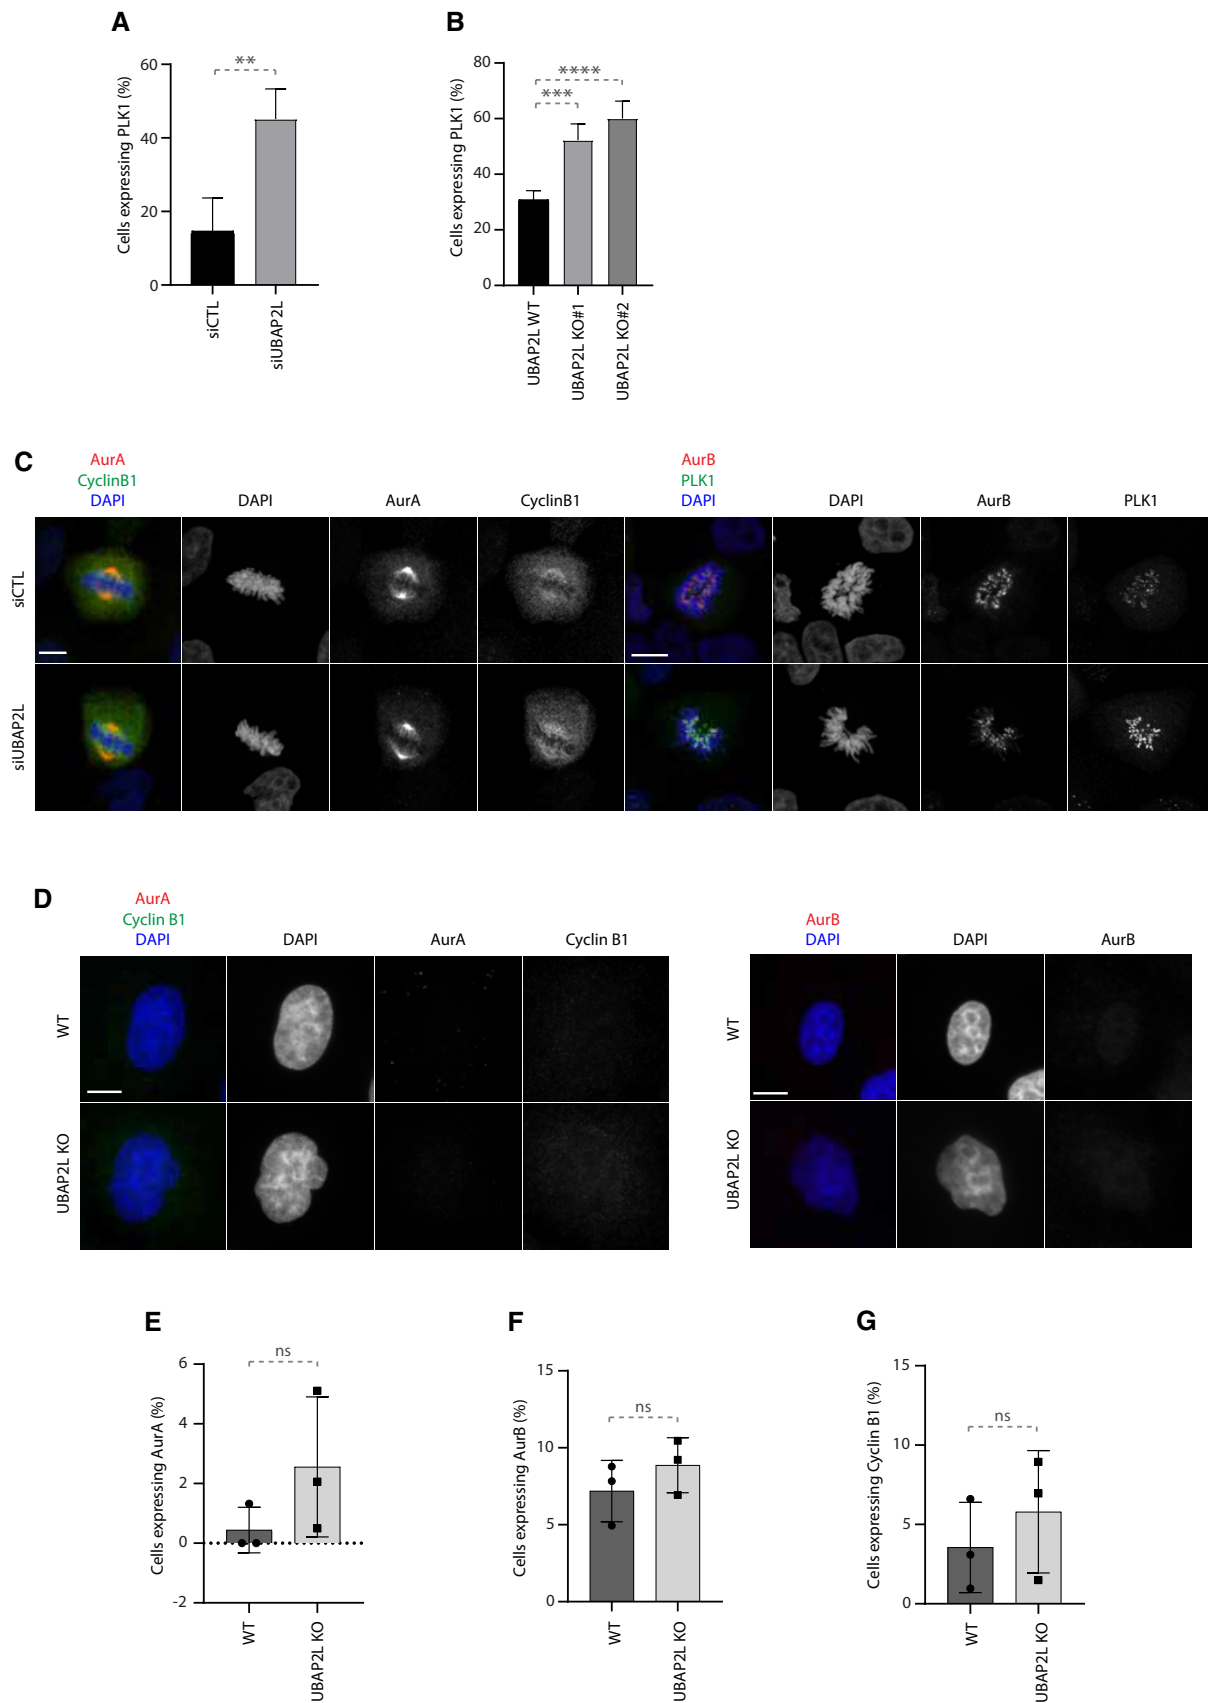 A
B
Cells expressing PLK1 (%)
60
40
20
0
**
siCTL
siUBAP2L
Cells expressing PLK1 (%)
80
60
40
20
0
****
***
UBAP2L WT
UBAP2L KO#1
UBAP2L KO#2
C
AurA
CyclinB1
DAPI
DAPI
AurA
CyclinB1
AurB
PLK1
DAPI
DAPI
AurB
PLK1
siCTL
siUBAP2L
D
AurA
Cyclin B1
DAPI
DAPI
AurA
Cyclin B1
AurB
DAPI
DAPI
AurB
WT
UBAP2L KO
WT
UBAP2L KO
E
Cells expressing AurA (%)
6
4
2
0
-2
ns
WT
UBAP2L KO
F
Cells expressing AurB (%)
15
10
5
0
ns
WT
UBAP2L KO
G
Cells expressing Cyclin B1 (%)
15
10
5
0
ns
WT
UBAP2L KO